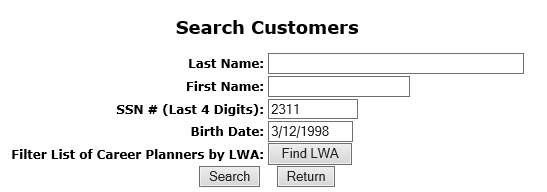 Search Customers
Last Name:
First Name:
SSN # (Last 4 Digits): 2311
Birth Date: 3/12/1998
Filter List of Career Planners by LWA: Find LWA
Search Return